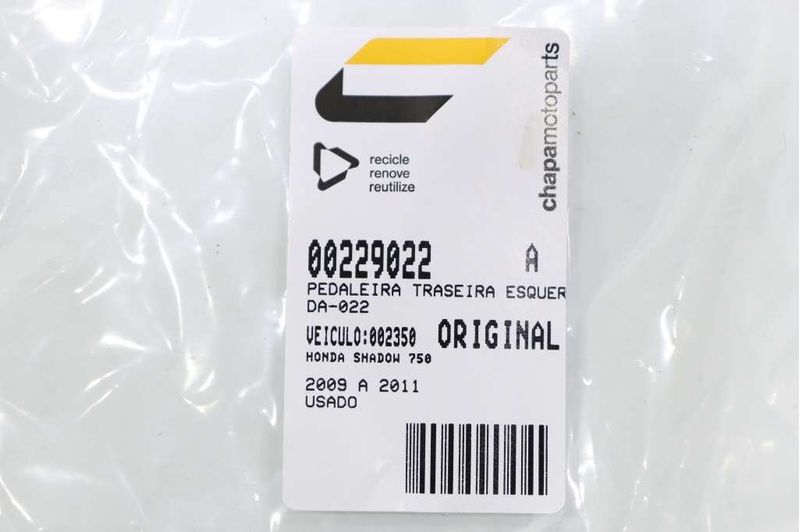 chapamotoparts
recicle
renove
reutilize
00229022 A
PEDALEIRA TRASEIRA ESQUER
DA-022
VEICULO:002350 ORIGINAL
HONDA SHADOW 750
2009 A 2011
USADO